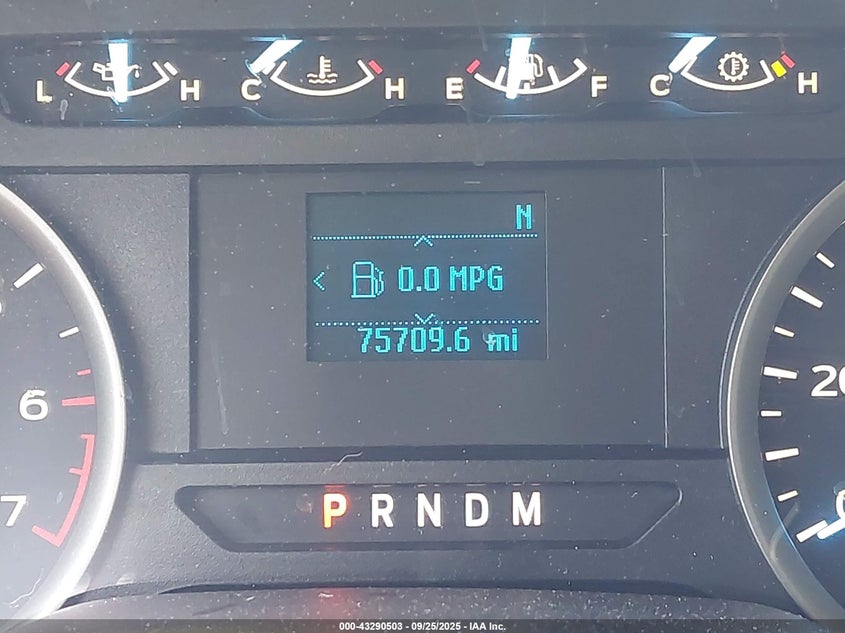 L H C H E F C H
N
0.0 MPG
75709.6 mi
6
7
20
P R N D M
000-43290503 - 09/25/2025 - IAA Inc.